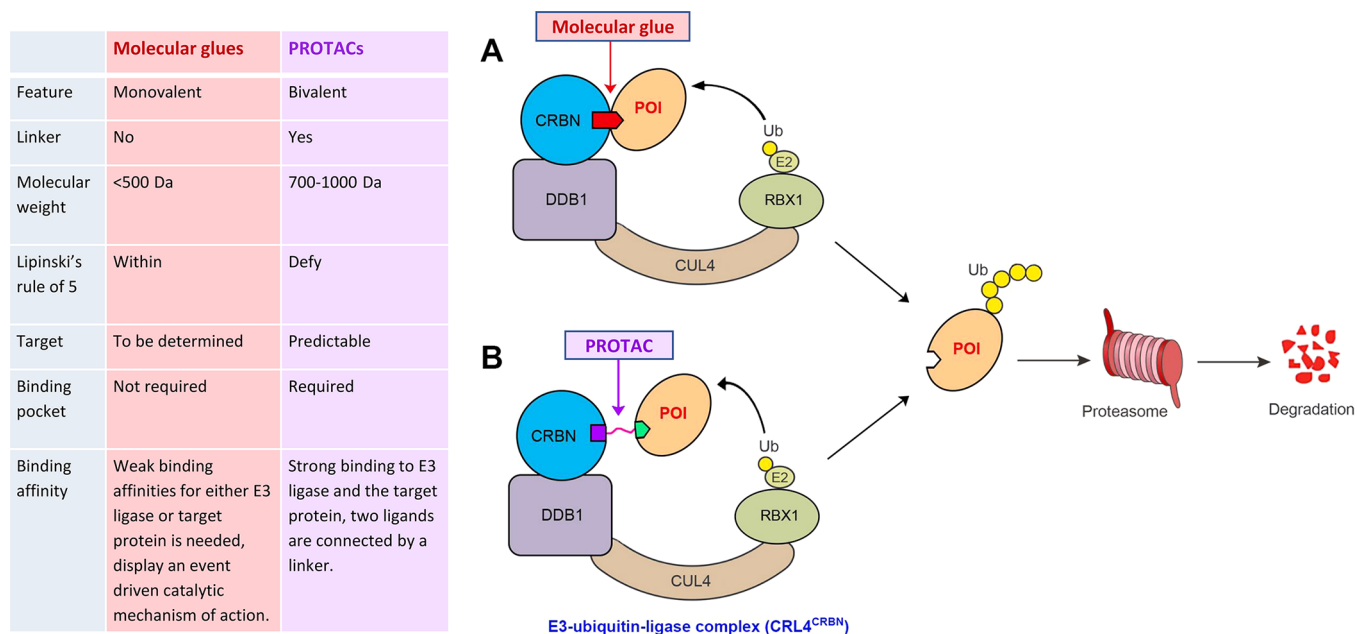 Molecular glues PROTACs
Feature Monovalent Bivalent
Linker No Yes
Molecular weight <500 Da 700-1000 Da
Lipinski’s rule of 5 Within Defy
Target To be determined Predictable
Binding pocket Not required Required
Binding affinity
Weak binding
affinities for either E3
ligase or target
protein is needed,
display an event
driven catalytic
mechanism of action.
Strong binding to E3
ligase and the target
protein, two ligands
are connected by a
linker.
A
Molecular glue
CRBN
POI
Ub
E2
DDB1
RBX1
CUL4
B
PROTAC
CRBN
POI
Ub
E2
DDB1
RBX1
CUL4
E3-ubiquitin-ligase complex (CRL4CRBN)
Ub
POI
Proteasome
Degradation